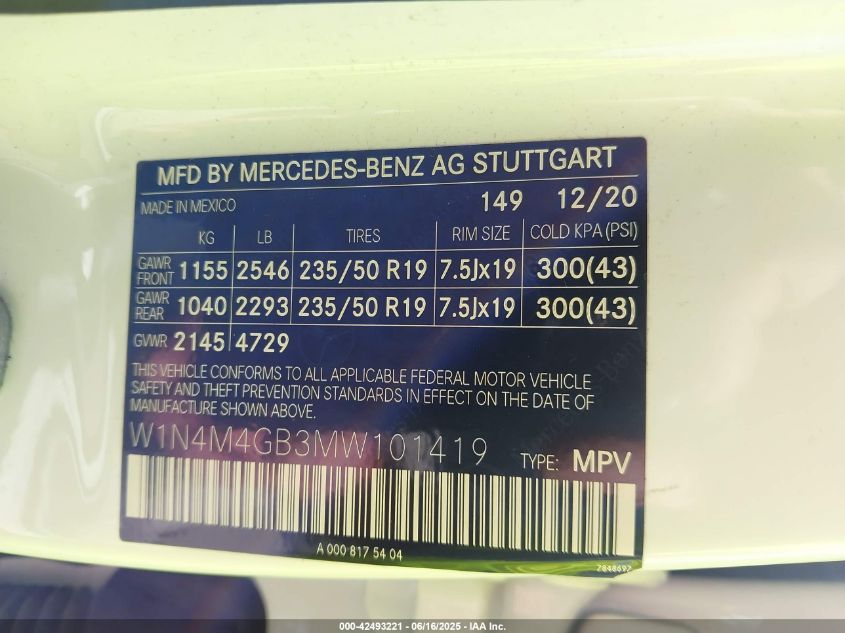 MFD BY MERCEDES-BENZ AG STUTTGART
MADE IN MEXICO 149 12/20
KG LB TIRES RIM SIZE COLD KPA (PSI)
GAWR FRONT 1155 2546 235/50 R19 7.5Jx19 300(43)
GAWR REAR 1040 2293 235/50 R19 7.5Jx19 300(43)
GVWR 2145 4729
THIS VEHICLE CONFORMS TO ALL APPLICABLE FEDERAL MOTOR VEHICLE
SAFETY AND THEFT PREVENTION STANDARDS IN EFFECT ON THE DATE OF
MANUFACTURE SHOWN ABOVE.
W1N4M4GB3MW101419 TYPE: MPV
A 000 817 54 04
000-42493221 | 06/16/2025 | IAA Inc.